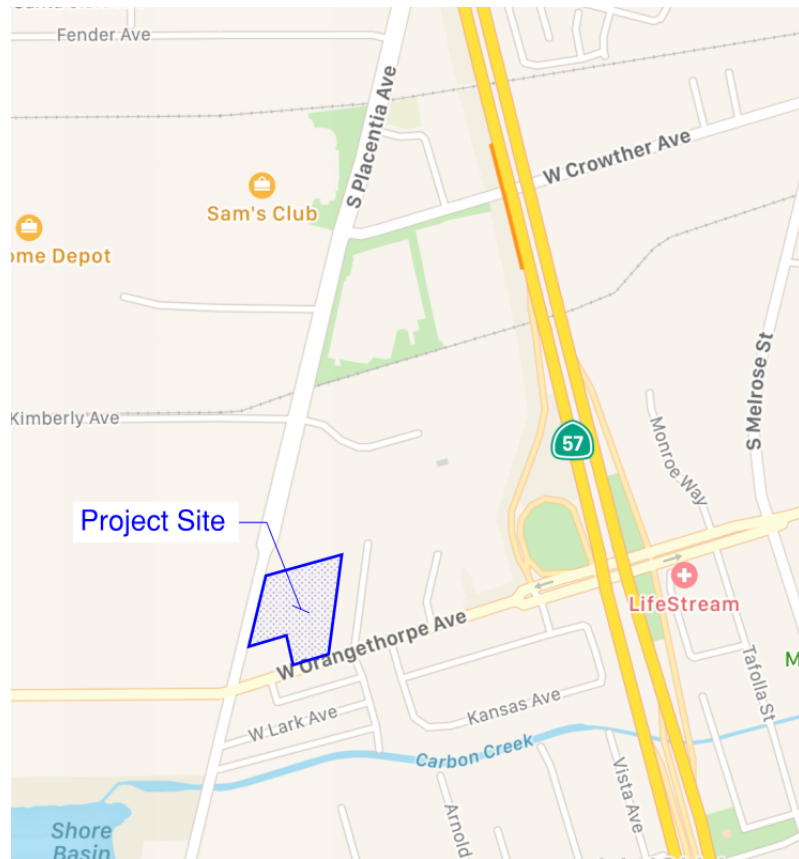 Fender Ave
S Placentia Ave
W Crowther Ave
Sam's Club
ome Depot
S Melrose St
Kimberly Ave
57
Monroe Way
Project Site
LifeStream
W Orangethorpe Ave
M
Tafolla St
Kansas Ave
W Lark Ave
Carbon Creek
Vista Ave
Arnold
Shore
Basin